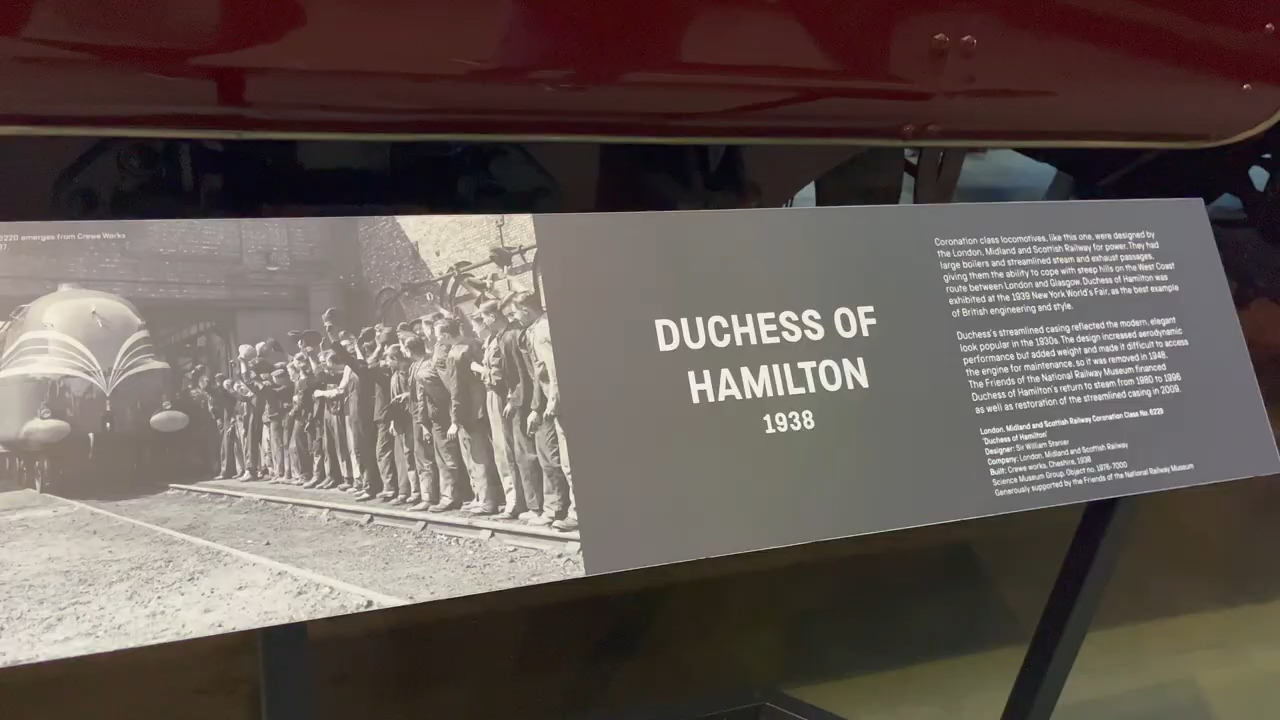 6220 emerges from Crewe Works
37.
DUCHESS OF
HAMILTON
1938
Coronation class locomotives, like this one, were designed by
the London, Midland and Scottish Railway for power. They had
large boilers and streamlined steam and exhaust passages,
giving them the ability to cope with steep hills on the West Coast
route between London and Glasgow. Duchess of Hamilton was
exhibited at the 1939 New York World's Fair, as the best example
of British engineering and style.
Duchess's streamlined casing reflected the modern, elegant
look popular in the 1930s. The design increased aerodynamic
performance but added weight and made it difficult to access
the engine for maintenance, so it was removed in 1948.
The Friends of the National Railway Museum financed
Duchess of Hamilton's return to steam from 1980 to 1996
as well as restoration of the streamlined casing in 2009.
London, Midland and Scottish Railway Coronation Class No. 6229
'Duchess of Hamilton'
Designer: Sir William Stanier
Company: London, Midland and Scottish Railway
Built: Crewe works, Cheshire, 1938
Science Museum Group. Object no. 1976-7000
Generously supported by the Friends of the National Railway Museum